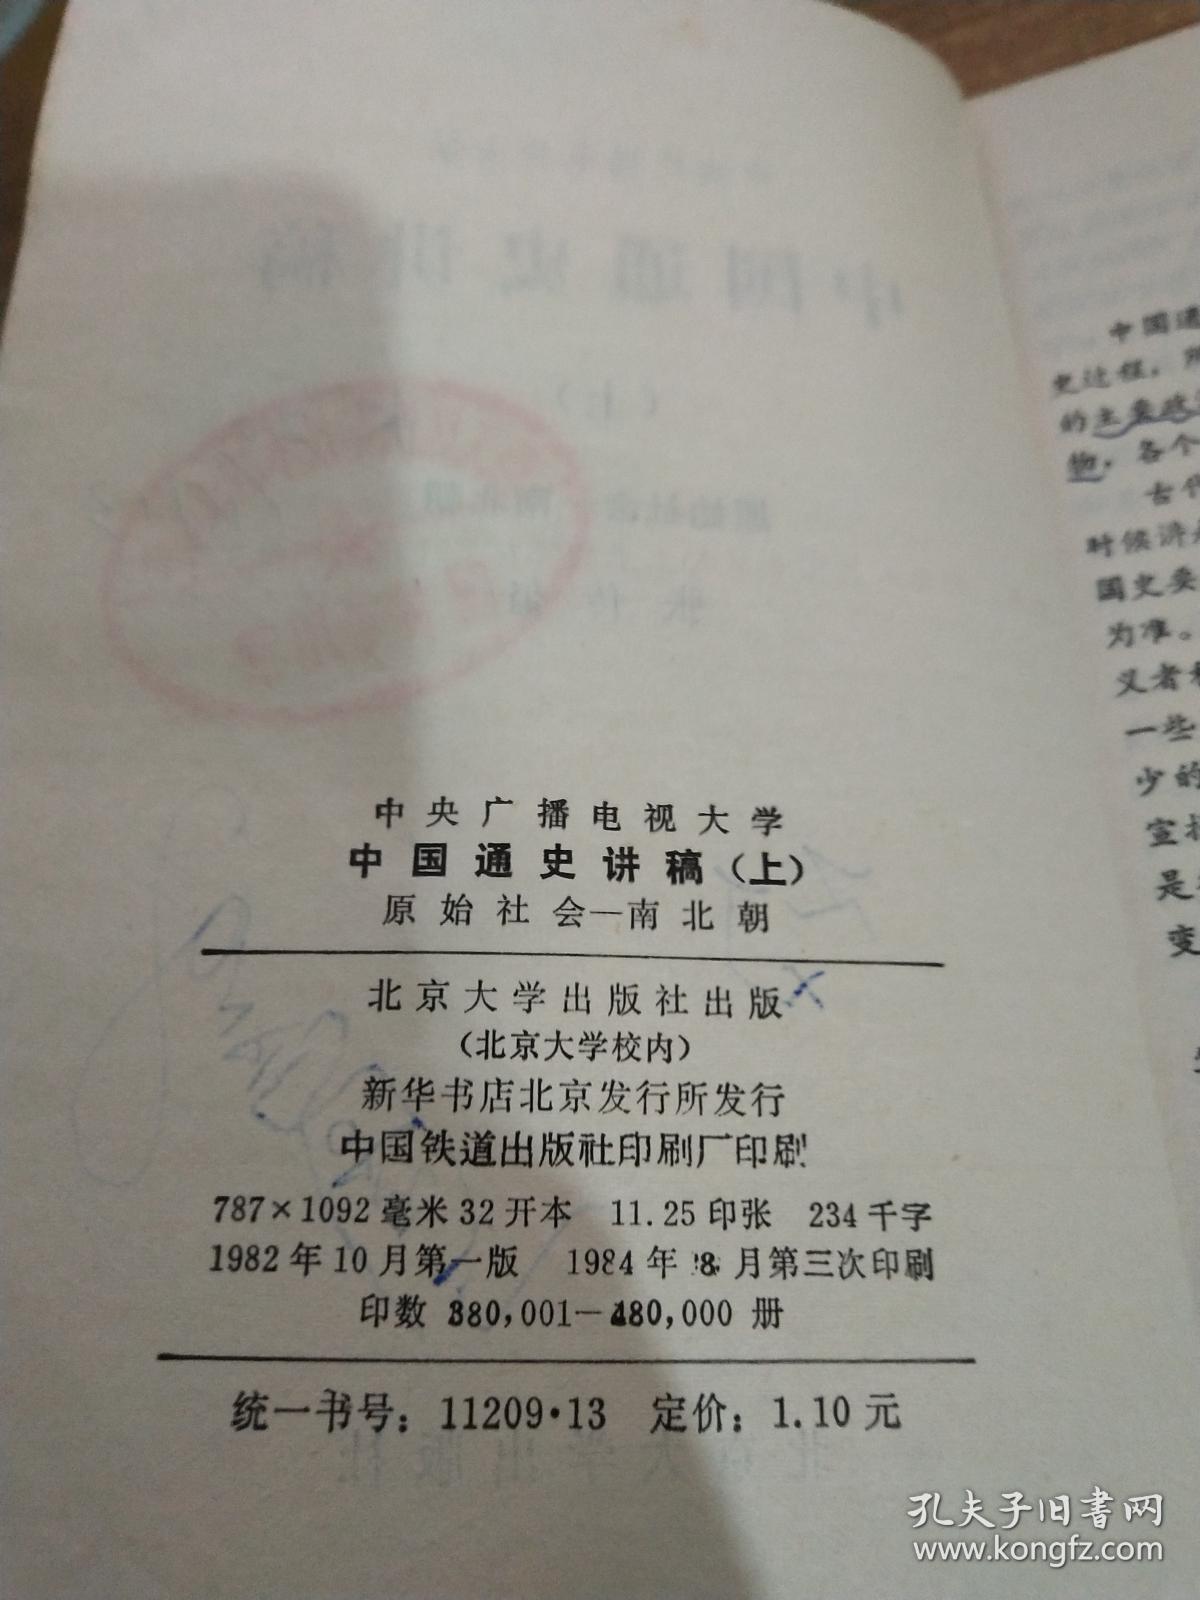 中央广播电视大学
中国通史讲稿(上)
原始社会—南北朝
北京大学出版社出版
(北京大学校内)
新华书店北京发行所发行
中国铁道出版社印刷厂印刷
787×1092毫米32开本 11.25印张 234千字
1982年10月第一版 1984年8月第三次印刷
印数 380,001—480,000 册
统一书号：11209·13 定价：1.10元
中国通
史过程，
的主要政
物，各个
古代
时候
国史要
为准。
义者
一些
少的
宣
是
变
孔夫子旧书网
www.kongfz.com